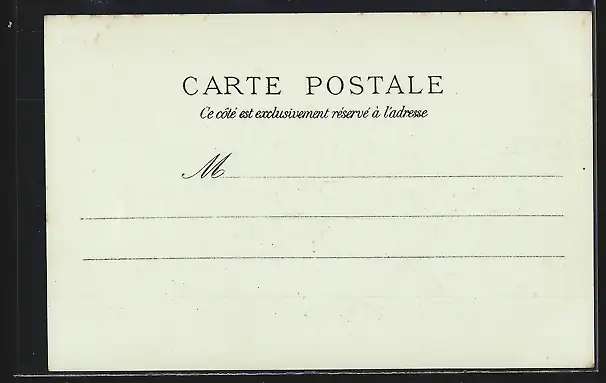 CARTE POSTALE
Ce côté est exclusivement réservé à l'adresse
M